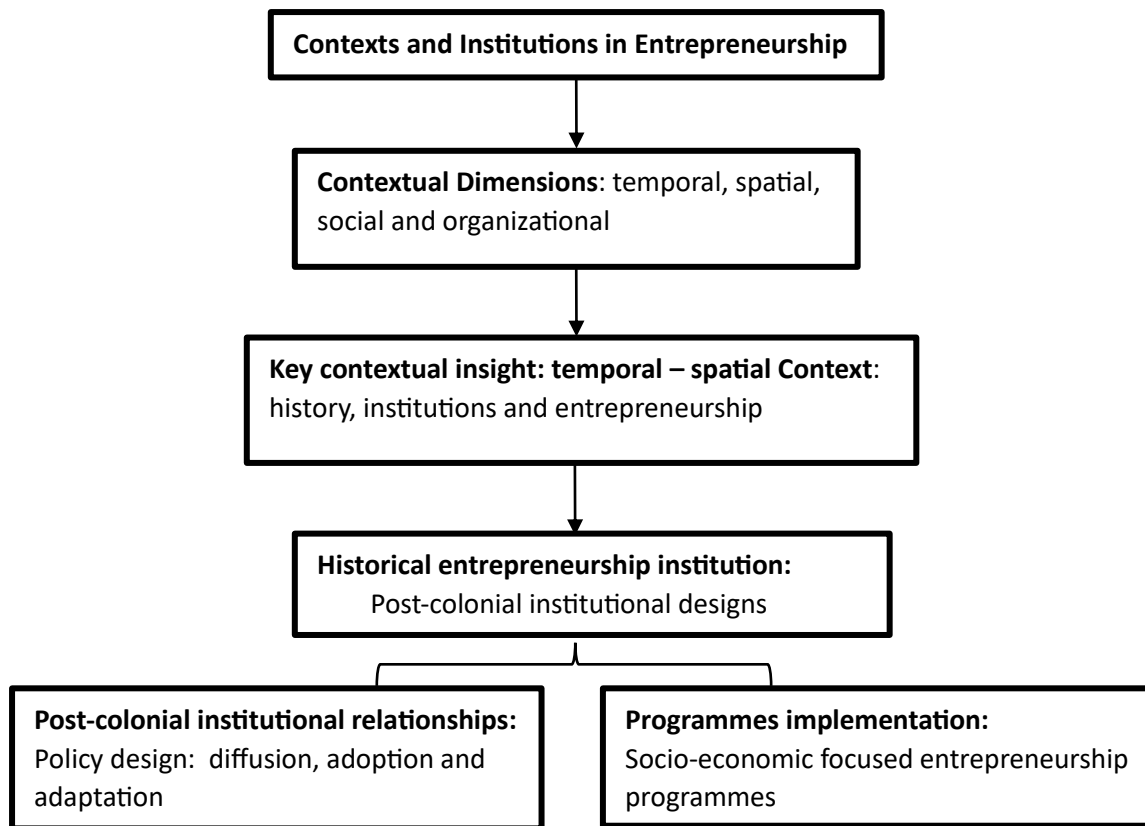 Contexts and Institutions in Entrepreneurship
Contextual Dimensions: temporal, spatial,
social and organizational
Key contextual insight: temporal – spatial Context:
history, institutions and entrepreneurship
Historical entrepreneurship institution:
Post-colonial institutional designs
Post-colonial institutional relationships:
Policy design:  diffusion, adoption and
adaptation
Programmes implementation:
Socio-economic focused entrepreneurship
programmes